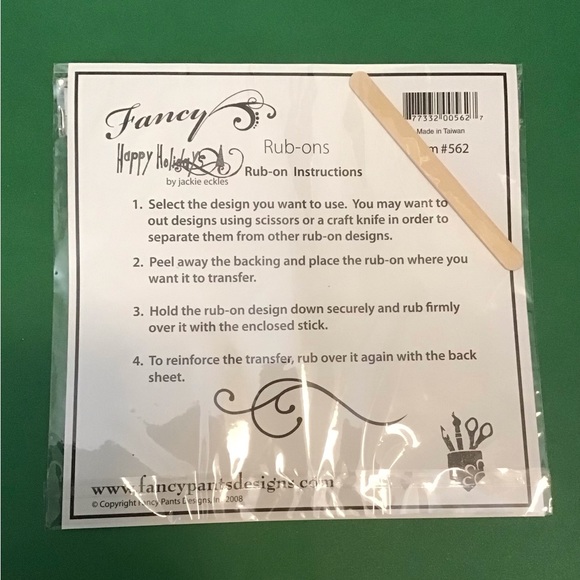 Fancy
77332 00562 7
Made in Taiwan
#562
Happy Holidays
Rub-ons
by jackie eckles
Rub-on Instructions
1. Select the design you want to use. You may want to
out designs using scissors or a craft knife in order to
separate them from other rub-on designs.
2. Peel away the backing and place the rub-on where you
want it to transfer.
3. Hold the rub-on design down securely and rub firmly
over it with the enclosed stick.
4. To reinforce the transfer, rub over it again with the back
sheet.
www.fancypantsdesigns.com
© Copyright Fancy Pants Designs, 2008